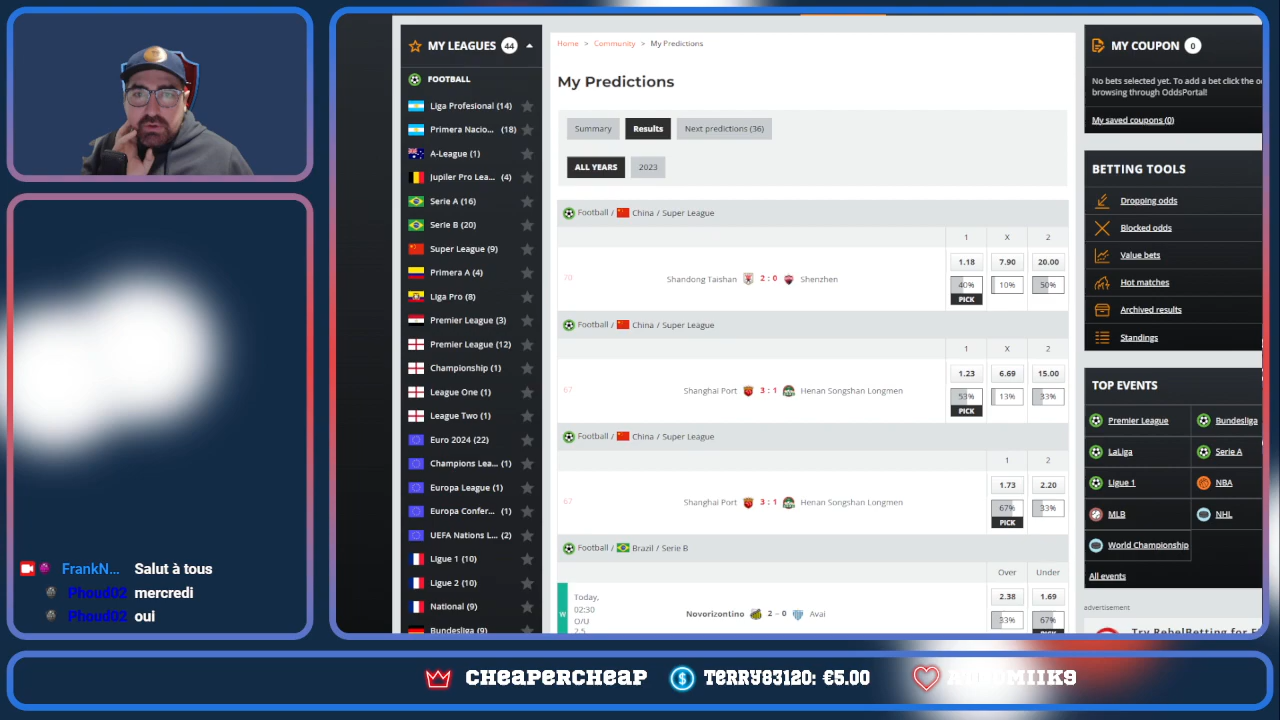 MY LEAGUES 44
FOOTBALL
Liga Profesional (14)
Primera Nacio... (18)
A-League (1)
Jupiler Pro Lea... (4)
Serie A (16)
Serie B (20)
Super League (9)
Primera A (4)
Liga Pro (8)
Premier League (3)
Premier League (12)
Championship (1)
League One (1)
League Two (1)
Euro 2024 (22)
Champions Lea... (1)
Europa League (1)
Europa Confer... (1)
UEFA Nations L... (2)
Ligue 1 (10)
Ligue 2 (10)
National (9)
Bundesliga (9)
Home > Community > My Predictions
My Predictions
Summary Results Next predictions (36)
ALL YEARS 2023
Football / China / Super League
1 X 2
1.18 7.90 20.00
70 Shandong Taishan 2 : 0 Shenzhen
40% 10% 50%
PICK
Football / China / Super League
1 X 2
1.23 6.69 15.00
67 Shanghai Port 3 : 1 Henan Songshan Longmen
53% 13% 33%
PICK
Football / China / Super League
1 2
1.73 2.20
67 Shanghai Port 3 : 1 Henan Songshan Longmen
67% 33%
PICK
Football / Brazil / Serie B
Over Under
2.38 1.69
W
Today,
02:30
O/U
2.5
Novorizontino 2 – 0 Avai
33% 67%
MY COUPON 0
No bets selected yet. To add a bet click the o
browsing through OddsPortal!
My saved coupons (0)
BETTING TOOLS
Dropping odds
Blocked odds
Value bets
Hot matches
Archived results
Standings
TOP EVENTS
Premier League Bundesliga
LaLiga Serie A
Ligue 1 NBA
MLB NHL
World Championship
All events
advertisement
Try RebelBetting for F
FrankN... Salut à tous
Phoud02 mercredi
Phoud02 oui
CHEAPERCHEAP
TERRY83120: €5.00